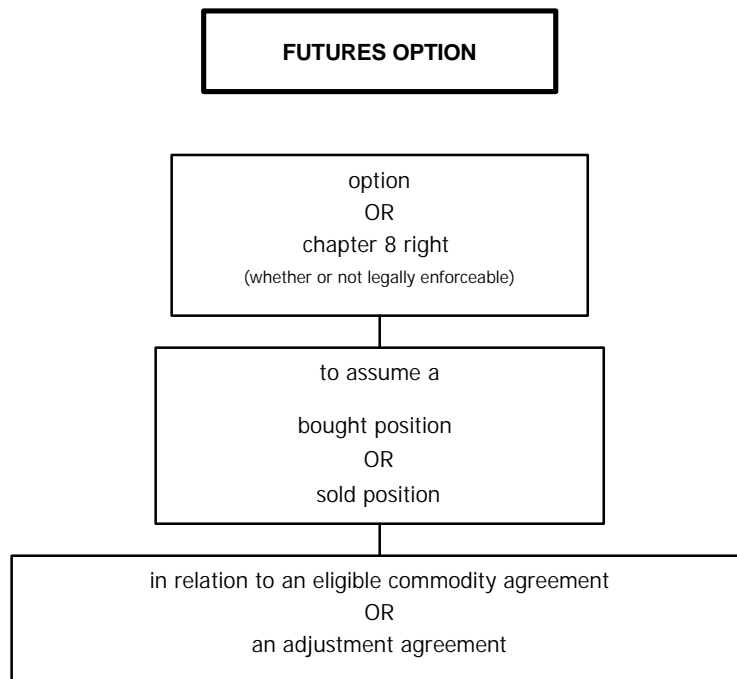 FUTURES OPTION
option
OR
chapter 8 right
(whether or not legally enforceable)
to assume a
bought position
OR
sold position
in relation to an eligible commodity agreement
OR
an adjustment agreement